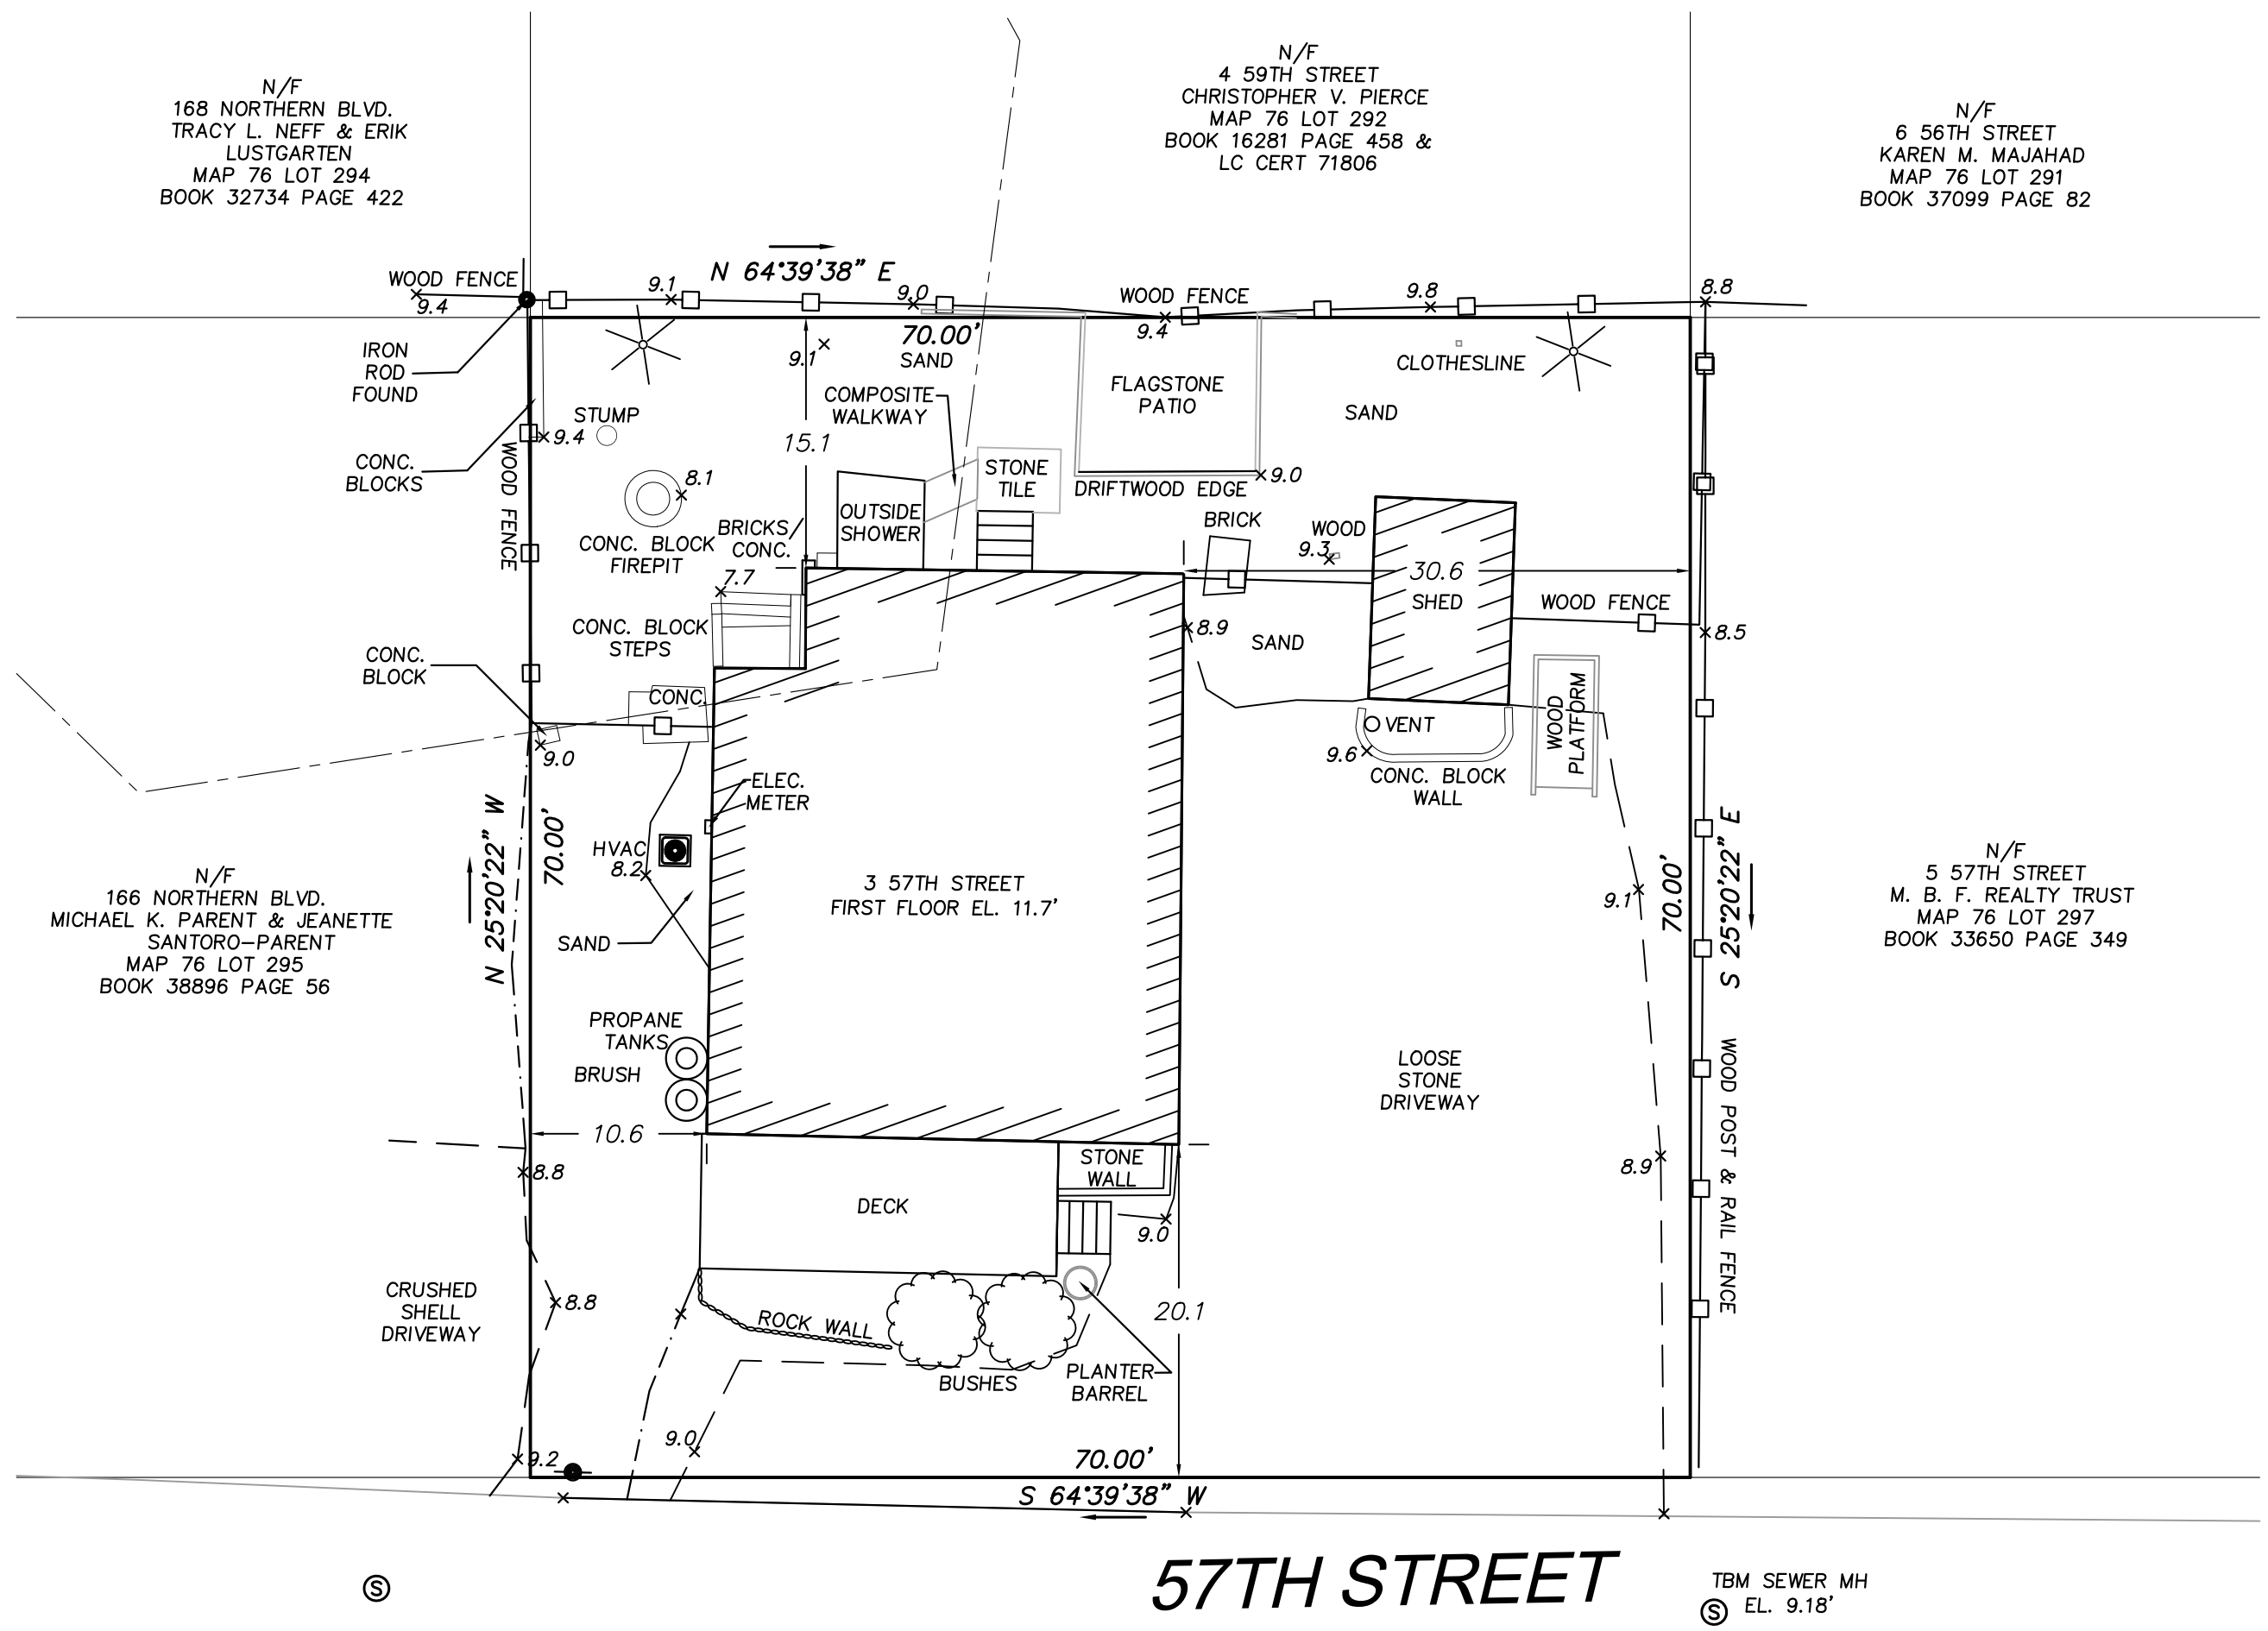 N/F
168 NORTHERN BLVD.
TRACY L. NEFF & ERIK
LUSTGARTEN
MAP 76 LOT 294
BOOK 32734 PAGE 422
N/F
4 59TH STREET
CHRISTOPHER V. PIERCE
MAP 76 LOT 292
BOOK 16281 PAGE 458 &
LC CERT 71806
N/F
6 56TH STREET
KAREN M. MAJAHAD
MAP 76 LOT 291
BOOK 37099 PAGE 82
WOOD FENCE
9.4
9.1
N 64°39'38" E
9.0
WOOD FENCE
9.4
9.8
8.8
70.00'
SAND
9.1
IRON
ROD
FOUND
CONC.
BLOCKS
9.4
STUMP
WOOD FENCE
15.1
COMPOSITE
WALKWAY
FLAGSTONE
PATIO
CLOTHESLINE
SAND
8.1
CONC. BLOCK
FIREPIT
BRICKS/
CONC.
OUTSIDE
SHOWER
STONE
TILE
DRIFTWOOD EDGE
9.0
BRICK
WOOD
9.3
30.6
SHED
WOOD FENCE
8.5
7.7
CONC. BLOCK
STEPS
8.9
SAND
CONC.
BLOCK
CONC.
9.0
VENT
9.6
CONC. BLOCK
WALL
WOOD
PLATFORM
ELEC.
METER
HVAC
8.2
SAND
N 25°20'22" W
70.00'
3 57TH STREET
FIRST FLOOR EL. 11.7'
9.1
70.00'
S 25°20'22" E
N/F
166 NORTHERN BLVD.
MICHAEL K. PARENT & JEANETTE
SANTORO-PARENT
MAP 76 LOT 295
BOOK 38896 PAGE 56
N/F
5 57TH STREET
M. B. F. REALTY TRUST
MAP 76 LOT 297
BOOK 33650 PAGE 349
PROPANE
TANKS
BRUSH
LOOSE
STONE
DRIVEWAY
WOOD POST & RAIL FENCE
10.6
8.8
STONE
WALL
8.9
DECK
9.0
CRUSHED
SHELL
DRIVEWAY
8.8
ROCK WALL
20.1
BUSHES
PLANTER
BARREL
9.0
9.2
70.00'
S 64°39'38" W
57TH STREET
S
TBM SEWER MH
S EL. 9.18'